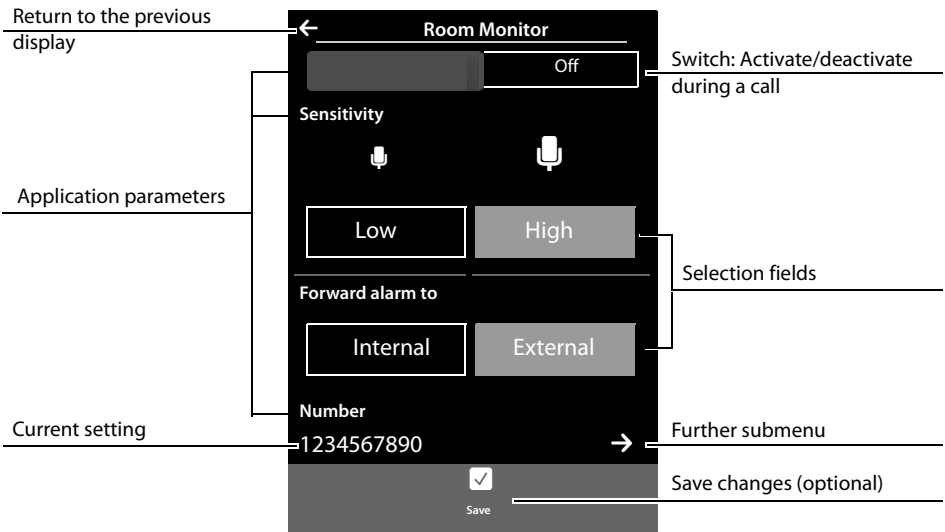 Return to the previous
display
Room Monitor
Off
Switch: Activate/deactivate
during a call
Sensitivity
Application parameters
Low
High
Selection fields
Forward alarm to
Internal
External
Number
Current setting
1234567890
Further submenu
Save changes (optional)
Save